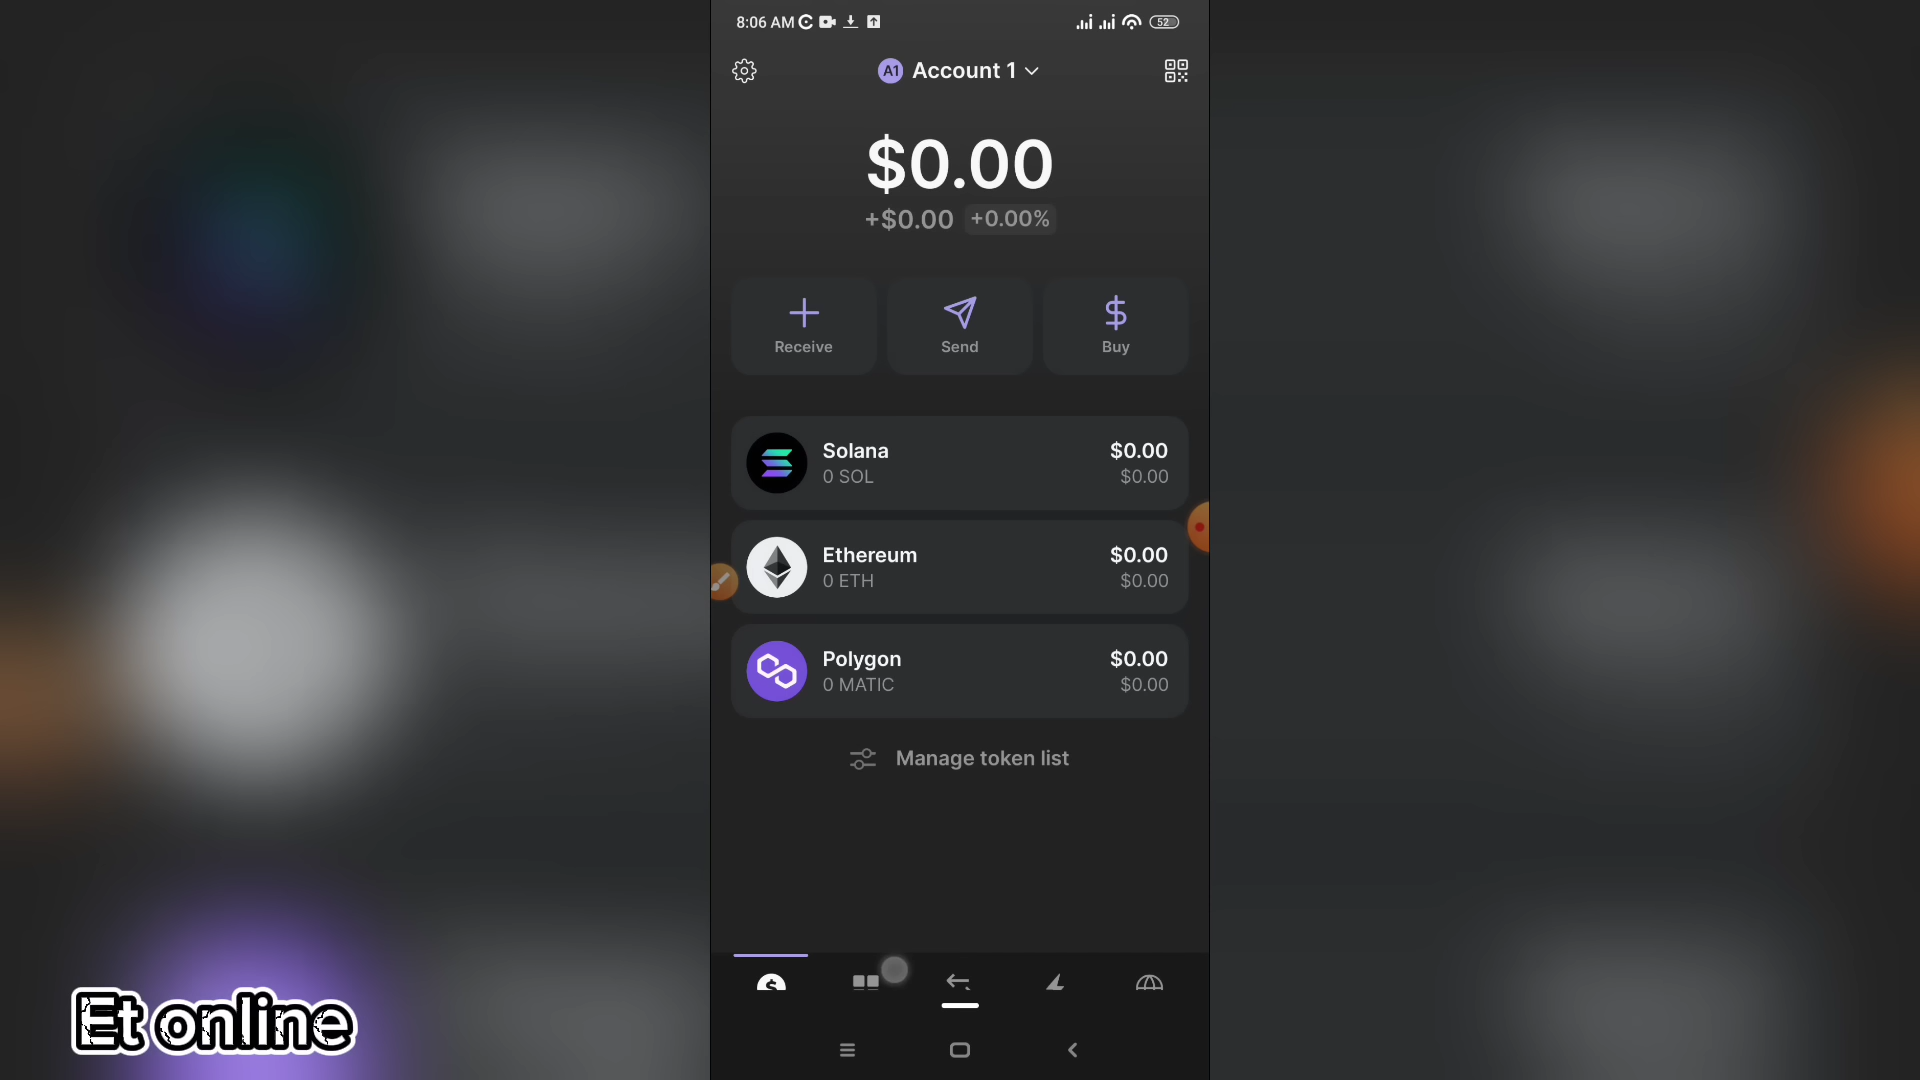 8:06 AM
52
A1 Account 1
$0.00
+$0.00 +0.00%
Receive
Send
Buy
Solana
$0.00
0 SOL
$0.00
Ethereum
$0.00
0 ETH
$0.00
Polygon
$0.00
0 MATIC
$0.00
Manage token list
Et online